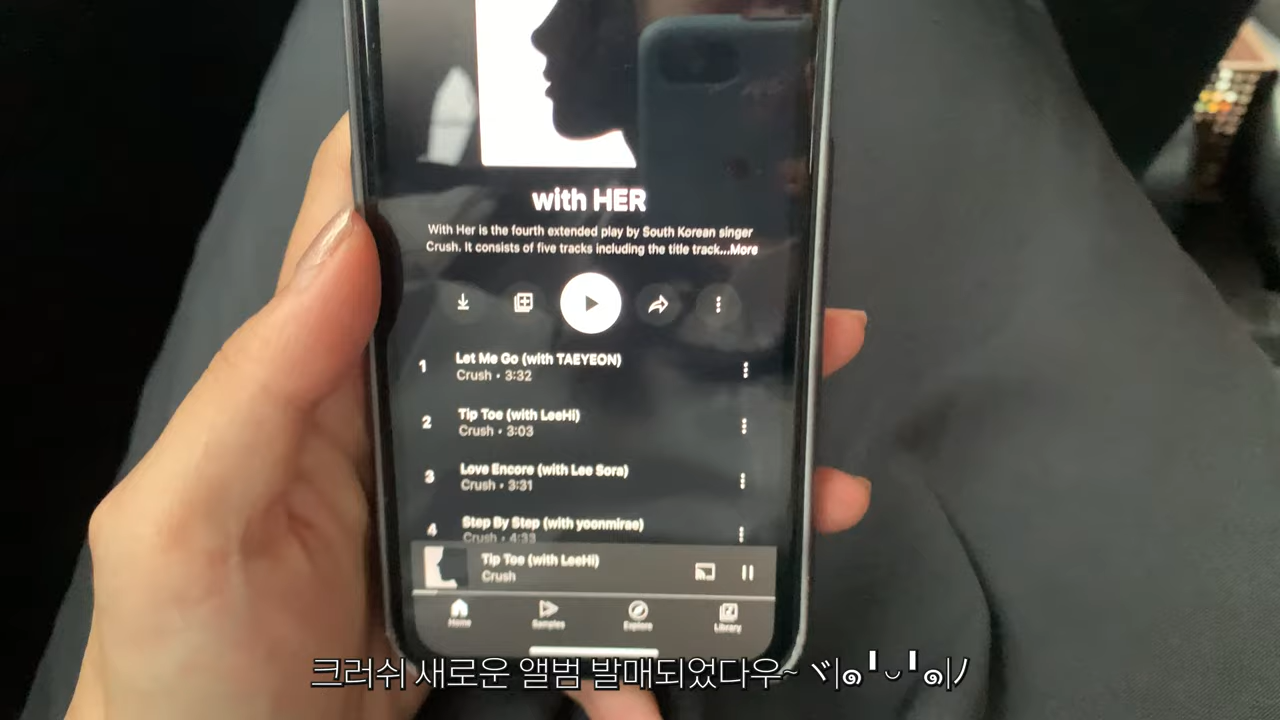 with HER
With Her is the fourth extended play by South Korean singer
Crush. It consists of five tracks including the title track...More
1
Let Me Go (with TAEYEON)
Crush • 3:32
2
Tip Toe (with LeeHi)
Crush • 3:03
3
Love Encore (with Lee Sora)
Crush • 3:31
4
Step By Step (with yoonmirae)
Crush • 4:33
Tip Toe (with LeeHi)
Crush
Home Samples Explore Library
크러쉬 새로운 앨범 발매되었다우~ ヾ|๑╹◡╹๑|ﾉ